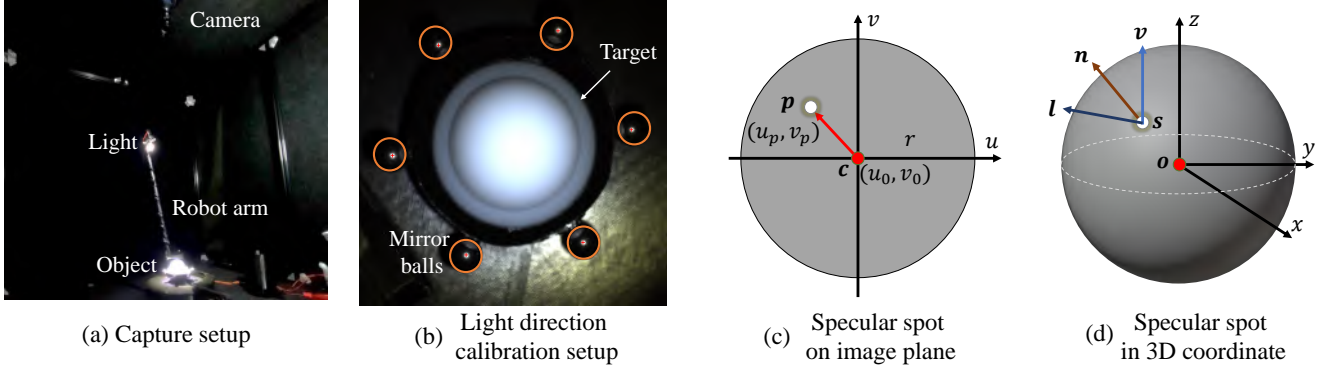 Camera
Light
Robot arm
Object
(a) Capture setup
Target
Mirror
balls
(b) Light direction
calibration setup
v
p
(u_p, v_p)
r
u
c
(u_0, v_0)
(c) Specular spot
on image plane
z
v
n
l
s
y
o
x
(d) Specular spot
in 3D coordinate